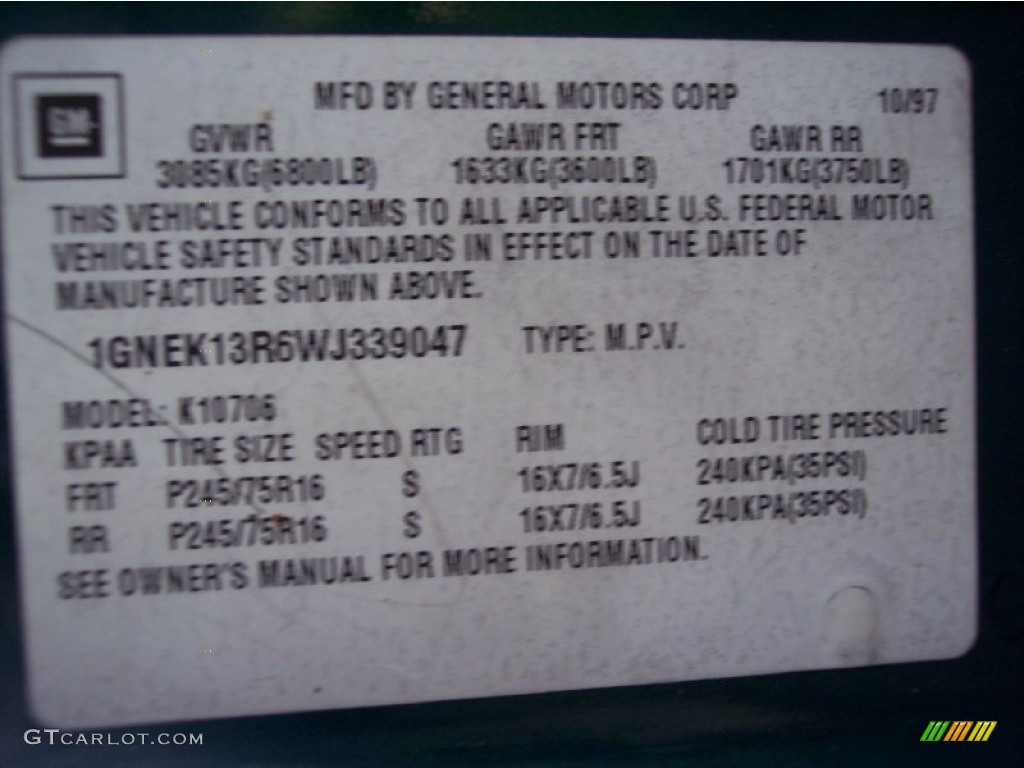 GM
MFD BY GENERAL MOTORS CORP 10/97
GVWR GAWR FRT GAWR RR
3085KG(6800LB) 1633KG(3600LB) 1701KG(3750LB)
THIS VEHICLE CONFORMS TO ALL APPLICABLE U.S. FEDERAL MOTOR
VEHICLE SAFETY STANDARDS IN EFFECT ON THE DATE OF
MANUFACTURE SHOWN ABOVE.
1GNEK13R6WJ339047 TYPE: M.P.V.
MODEL: K10706
KPAA TIRE SIZE SPEED RTG RIM COLD TIRE PRESSURE
FRT P245/75R16 S 16X7/6.5J 240KPA(35PSI)
RR P245/75R16 S 16X7/6.5J 240KPA(35PSI)
SEE OWNER'S MANUAL FOR MORE INFORMATION.
GTCARLOT.COM